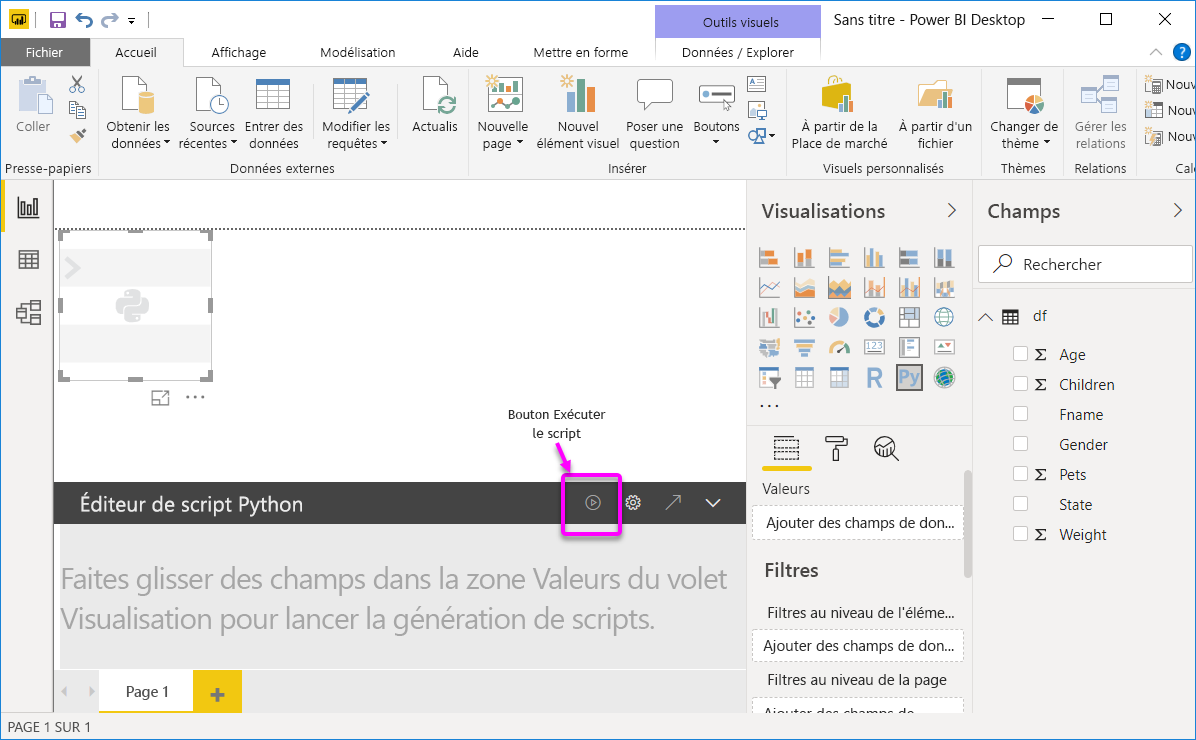 Outils visuels
Sans titre - Power BI Desktop
Fichier
Accueil
Affichage
Modélisation
Aide
Mettre en forme
Données / Explorer
?
Coller
Obtenir les
données
Sources
récentes
Entrer des
données
Modifier les
requêtes
Actualis
Nouvelle
page
Nouvel
élément visuel
Poser une
question
Boutons
À partir de la
Place de marché
À partir d'un
fichier
Changer de
thème
Gérer les
relations
Nouv
Nouv
Nouv
Presse-papiers
Données externes
Insérer
Visuels personnalisés
Thèmes
Relations
Calc
Visualisations
Champs
Rechercher
123
R
Py
df
Σ Age
Σ Children
Fname
Gender
Σ Pets
State
Σ Weight
Bouton Exécuter
le script
Éditeur de script Python
Faites glisser des champs dans la zone Valeurs du volet
Visualisation pour lancer la génération de scripts.
Valeurs
Ajouter des champs de don...
Filtres
Filtres au niveau de l'éléme...
Ajouter des champs de don...
Filtres au niveau de la page
Ajouter des champs de
Page 1
+
PAGE 1 SUR 1